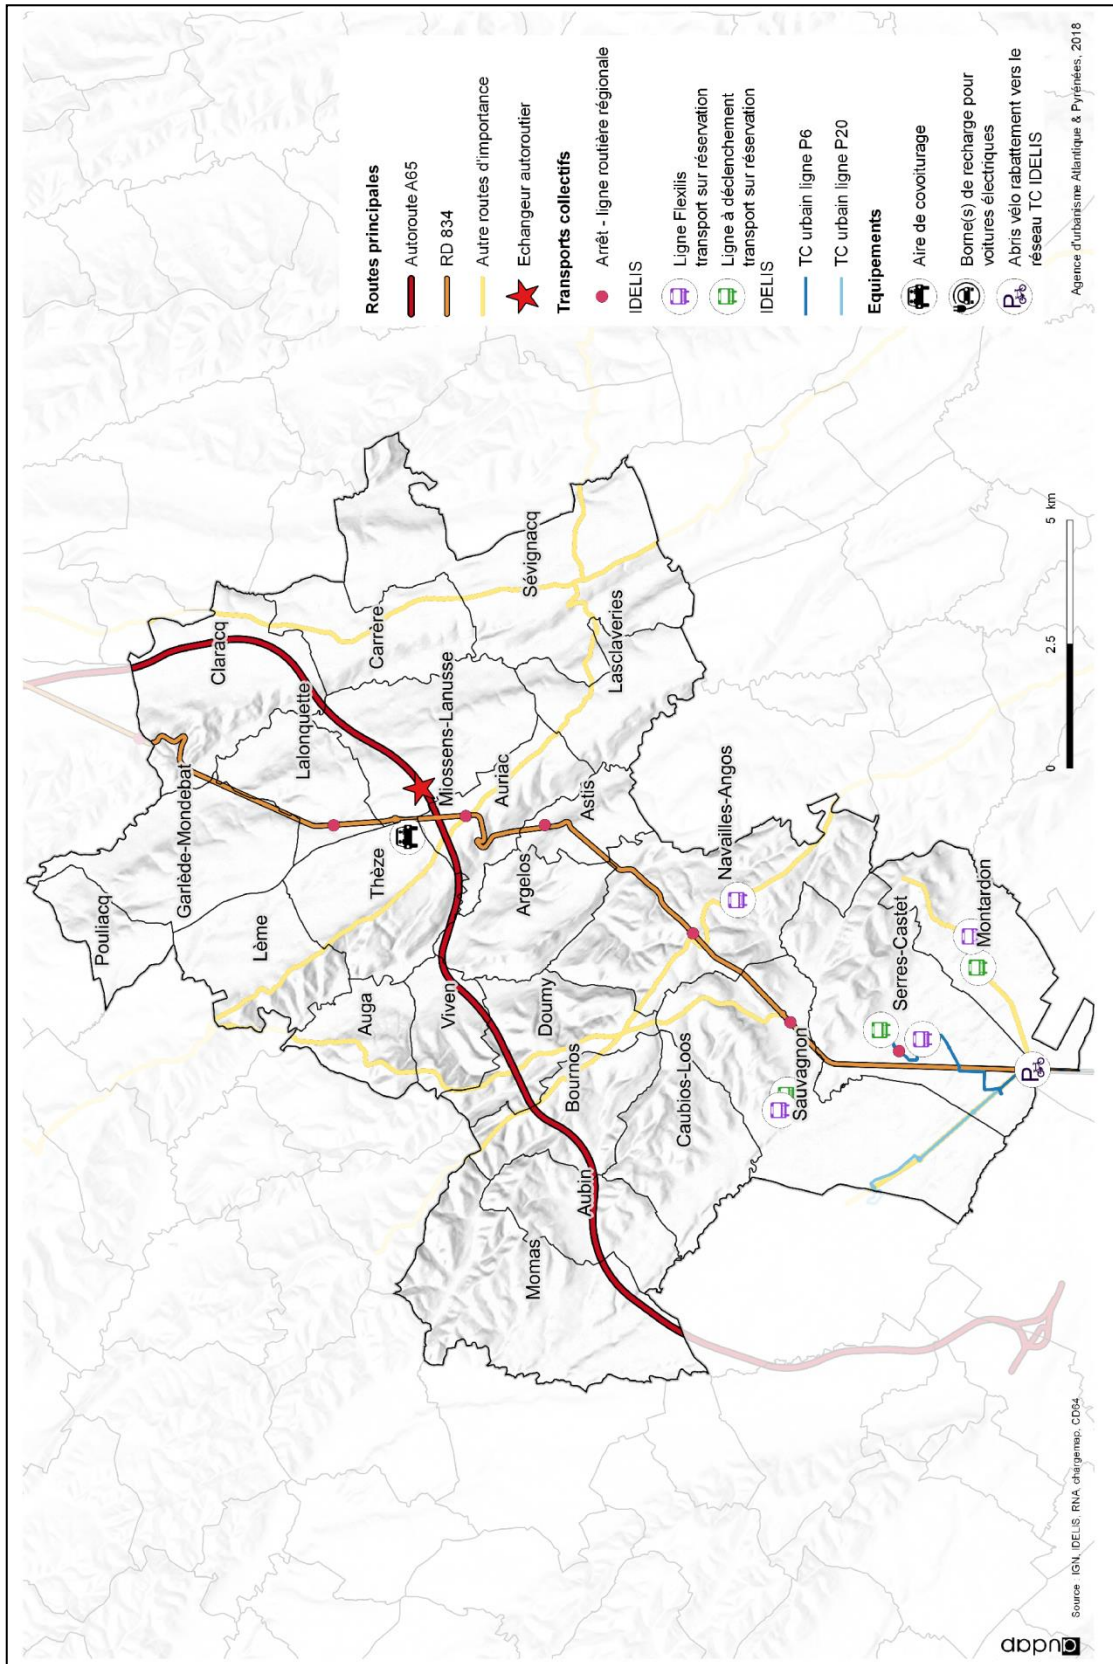 Pouliacq
Garlède-Mondebat
Claracq
Lème
Lalonquette
Carrère
Auga
Thèze
Miossens-Lanusse
Sévignacq
Viven
Auriac
Argelos
Lasclaveries
Momas
Doumy
Astis
Bournos
Aubin
Caubios-Loos
Navailles-Angos
Sauvagnon
Serres-Castet
Montardon
P
0
2.5
5 km
Routes principales
Autoroute A65
RD 834
Autre routes d'importance
Echangeur autoroutier
Transports collectifs
Arrêt - ligne routière régionale
IDELIS
Ligne Flexilis
transport sur réservation
Ligne à déclenchement
transport sur réservation
IDELIS
TC urbain ligne P6
TC urbain ligne P20
Equipements
Aire de covoiturage
Borne(s) de recharge pour
voitures électriques
P
Abris vélo rabattement vers le
réseau TC IDELIS
Agence d'urbanisme Atlantique & Pyrénées, 2018
audap
Source : IGN, IDELIS, RNA, chargemap, CD64